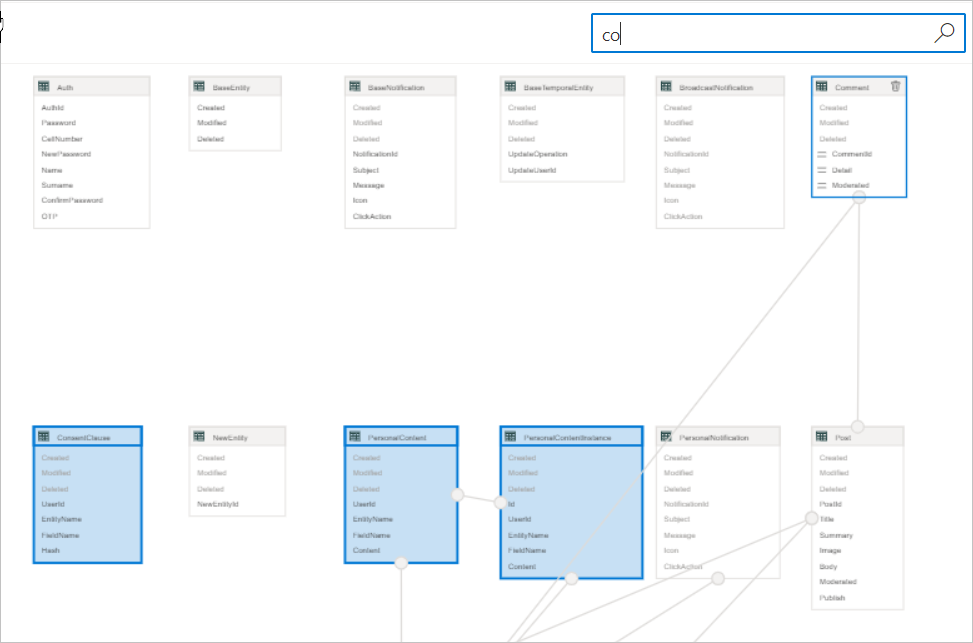 co
Auth
AuthId
Password
CellNumber
NewPassword
Name
Surname
ConfirmPassword
OTP
BaseEntity
Created
Modified
Deleted
BaseNotification
Created
Modified
Deleted
NotificationId
Subject
Message
Icon
ClickAction
BaseTemporalEntity
Created
Modified
Deleted
UpdateOperation
UpdateUserId
BroadcastNotification
Created
Modified
Deleted
NotificationId
Subject
Message
Icon
ClickAction
Comment
Created
Modified
Deleted
CommentId
Detail
Moderated
ConsentClause
Created
Modified
Deleted
UserId
EntityName
FieldName
Hash
NewEntity
Created
Modified
Deleted
NewEntityId
PersonalContent
Created
Modified
Deleted
UserId
EntityName
FieldName
Content
PersonalContentInstance
Created
Modified
Deleted
Id
UserId
EntityName
FieldName
Content
PersonalNotification
Created
Modified
Deleted
NotificationId
Subject
Message
Icon
ClickAction
Post
Created
Modified
Deleted
PostId
Title
Summary
Image
Body
Moderated
Publish